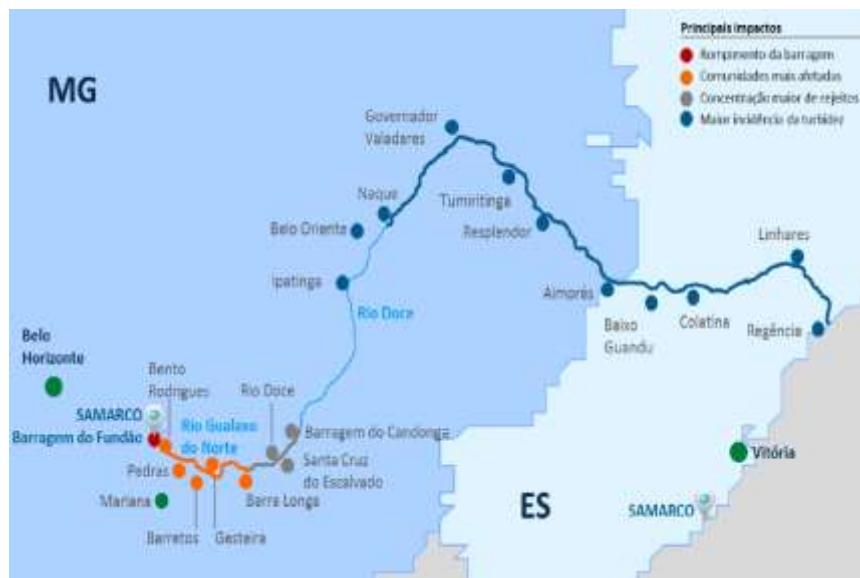 Principais impactos
Rompimento da barragem
Comunidades mais afetadas
Concentração maior de rejeitos
Maior incidência da turbidez
MG
Governador
Valadares
Naque
Tumiritinga
Belo Oriente
Resplendor
Linhares
Ipatinga
Aimorés
Rio Doce
Baixo
Guandu
Colatina
Regência
Belo
Horizonte
Bento
Rodrigues
Rio Doce
SAMARCO
Barragem do Fundão
Rio Gualaxo
do Norte
Barragem do Candonga
Pedras
Santa Cruz
do Escalvado
Mariana
Barra Longa
Barretos
Gesteira
Vitória
ES
SAMARCO